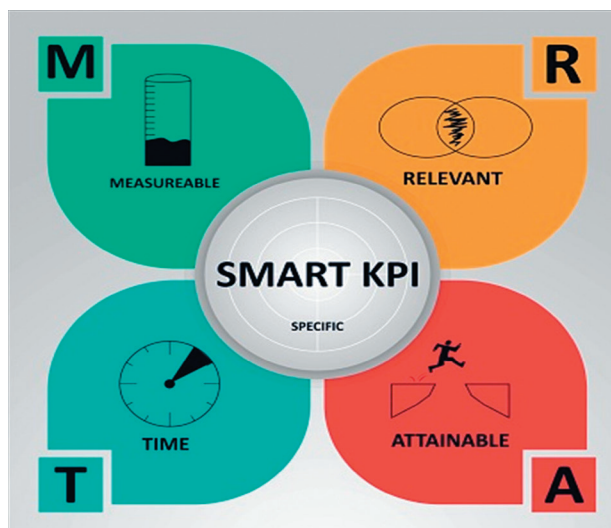 M
MEASUREABLE
R
RELEVANT
SMART KPI
SPECIFIC
TIME
T
ATTAINABLE
A